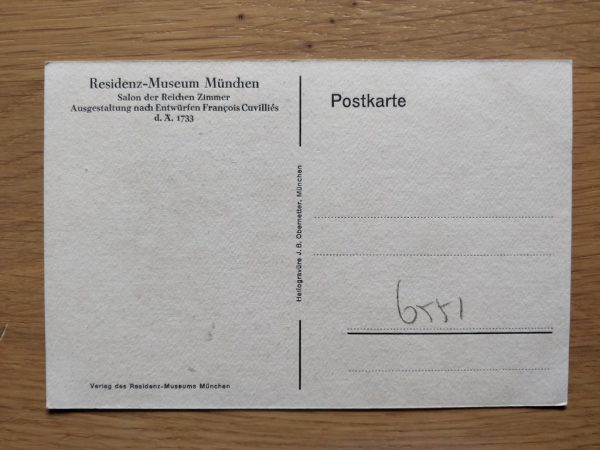 Residenz-Museum München
Salon der Reichen Zimmer
Ausgestaltung nach Entwürfen François Cuvilliés
d. Ä. 1733
Verlag des Residenz-Museums München
Heliogravüre J. B. Obernetter, München
Postkarte
6551